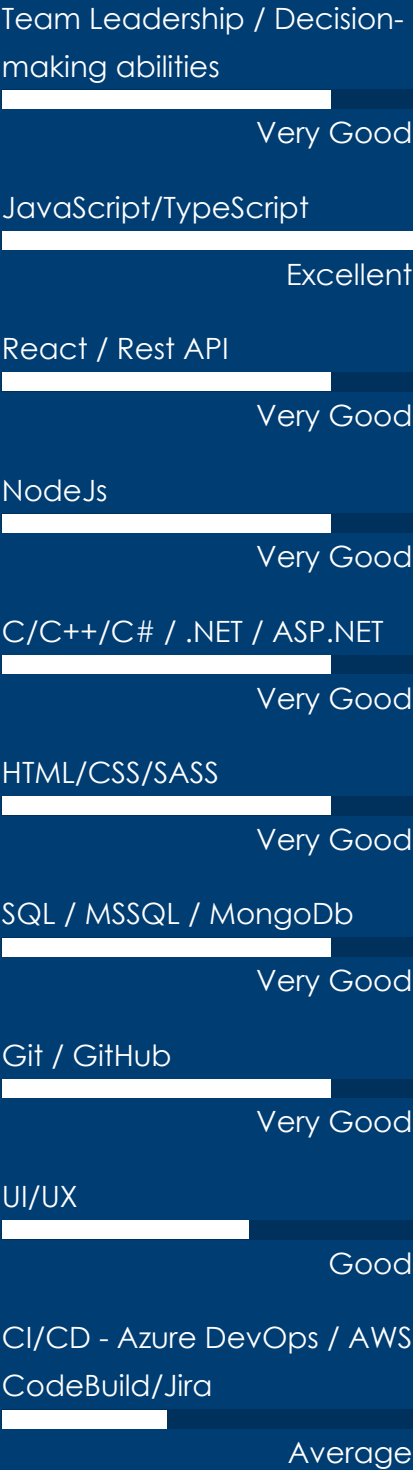 Team Leadership / Decision-
making abilities
Very Good
JavaScript/TypeScript
Excellent
React / Rest API
Very Good
NodeJs
Very Good
C/C++/C# / .NET / ASP.NET
Very Good
HTML/CSS/SASS
Very Good
SQL / MSSQL / MongoDb
Very Good
Git / GitHub
Very Good
UI/UX
Good
CI/CD - Azure DevOps / AWS
CodeBuild/Jira
Average